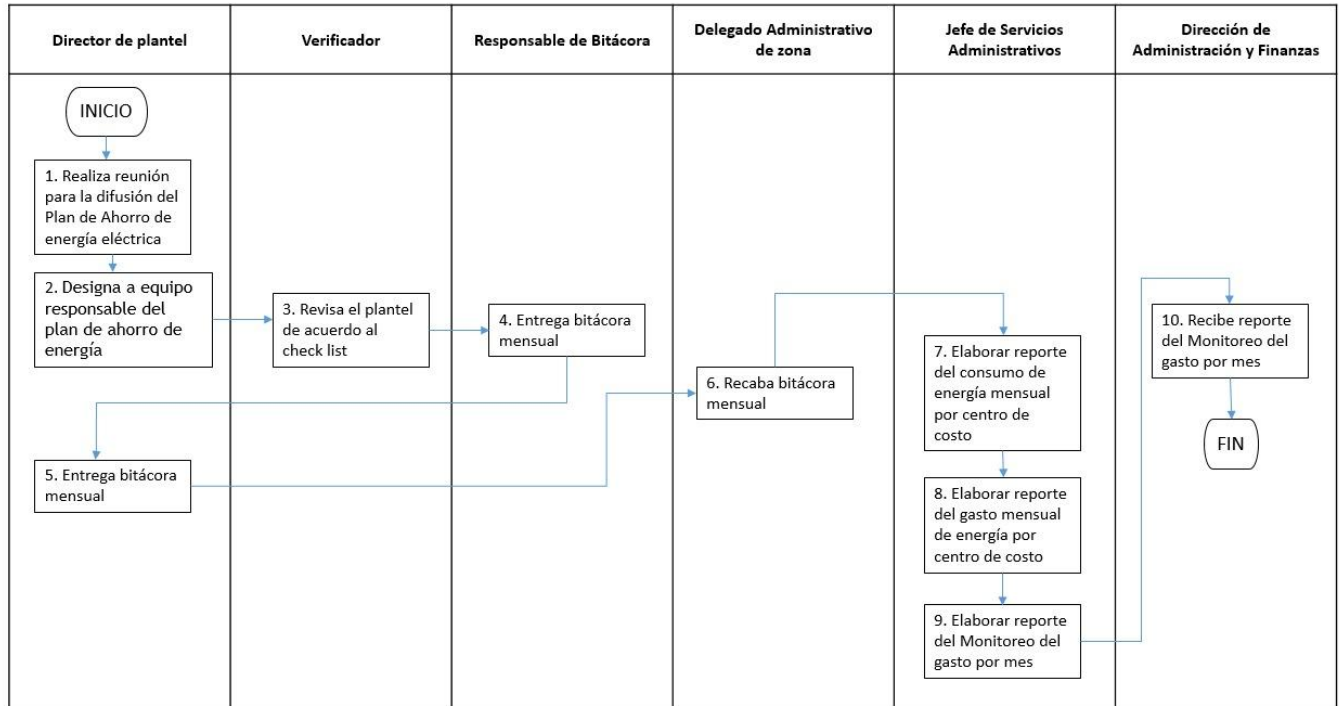 Director de plantel
Verificador
Responsable de Bitácora
Delegado Administrativo
de zona
Jefe de Servicios
Administrativos
Dirección de
Administración y Finanzas
INICIO
1. Realiza reunión
para la difusión del
Plan de Ahorro de
energía eléctrica
2. Designa a equipo
responsable del
plan de ahorro de
energía
3. Revisa el plantel
de acuerdo al
check list
4. Entrega bitácora
mensual
5. Entrega bitácora
mensual
6. Recaba bitácora
mensual
7. Elaborar reporte
del consumo de
energía mensual
por centro de
costo
8. Elaborar reporte
del gasto mensual
de energía por
centro de costo
9. Elaborar reporte
del Monitoreo del
gasto por mes
10. Recibe reporte
del Monitoreo del
gasto por mes
FIN